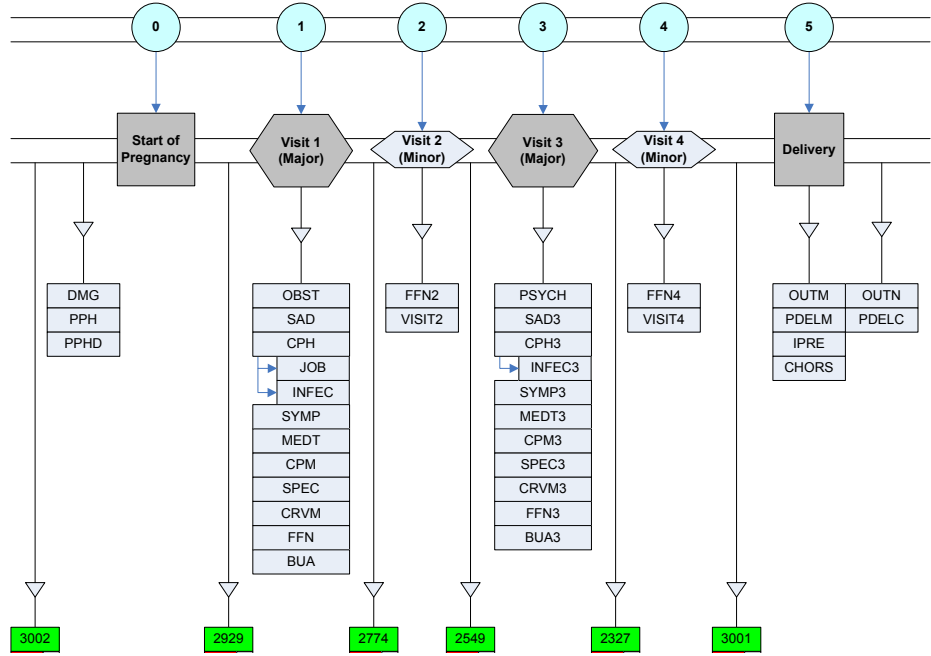 0
1
2
3
4
5
Start of
Pregnancy
Visit 1
(Major)
Visit 2
(Minor)
Visit 3
(Major)
Visit 4
(Minor)
Delivery
DMG
PPH
PPHD
OBST
SAD
CPH
JOB
INFEC
SYMP
MEDT
CPM
SPEC
CRVM
FFN
BUA
FFN2
VISIT2
PSYCH
SAD3
CPH3
INFEC3
SYMP3
MEDT3
CPM3
SPEC3
CRVM3
FFN3
BUA3
FFN4
VISIT4
OUTM
PDELM
IPRE
CHORS
OUTN
PDELC
3002
2929
2774
2549
2327
3001